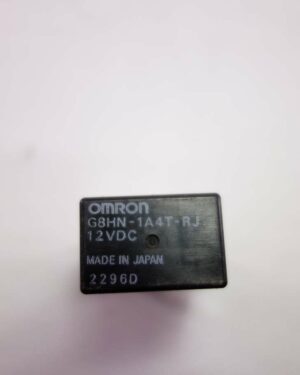 OMRON
G8HN-1A4T-RJ
12VDC
MADE IN JAPAN
2296D